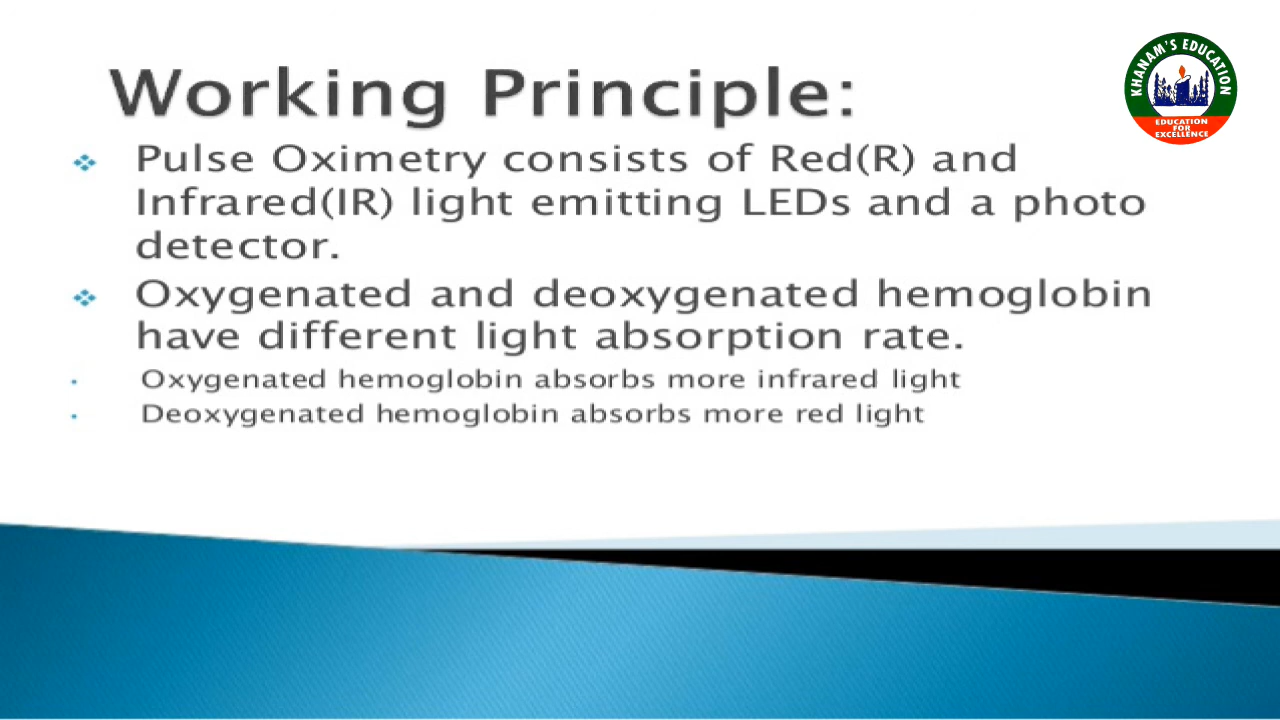 KHANAM'S EDUCATION
EDUCATION
FOR
EXCELLENCE
Working Principle:
Pulse Oximetry consists of Red(R) and
Infrared(IR) light emitting LEDs and a photo
detector.
Oxygenated and deoxygenated hemoglobin
have different light absorption rate.
Oxygenated hemoglobin absorbs more infrared light
Deoxygenated hemoglobin absorbs more red light